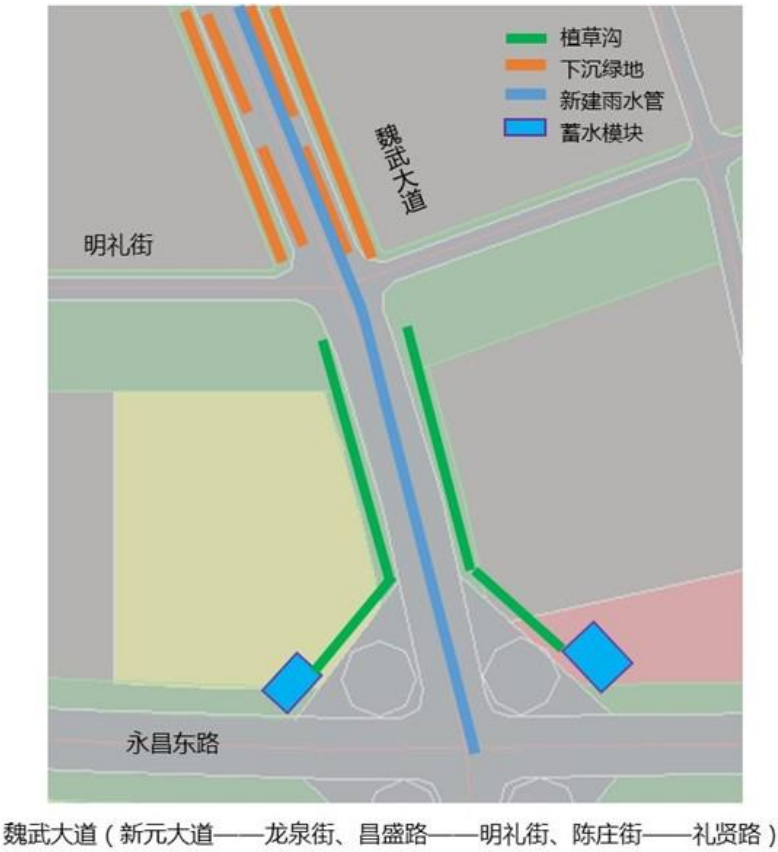 植草沟
下沉绿地
新建雨水管
蓄水模块
魏武大道
明礼街
永昌东路
魏武大道（新元大道——龙泉街、昌盛路——明礼街、陈庄街——礼贤路）